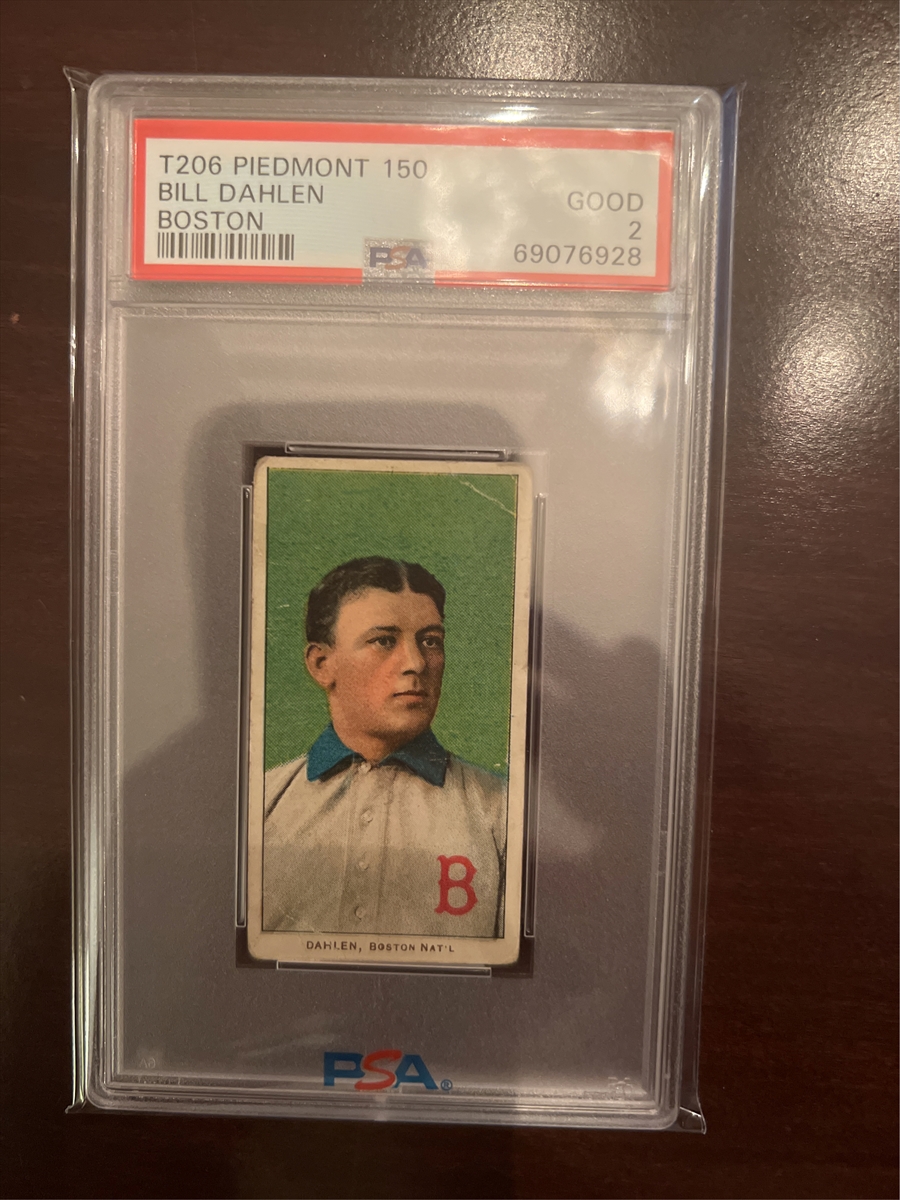 T206 PIEDMONT 150
BILL DAHLEN
GOOD
BOSTON
2
PSA
69076928
B
DAHLEN, BOSTON NAT'L
PSA®